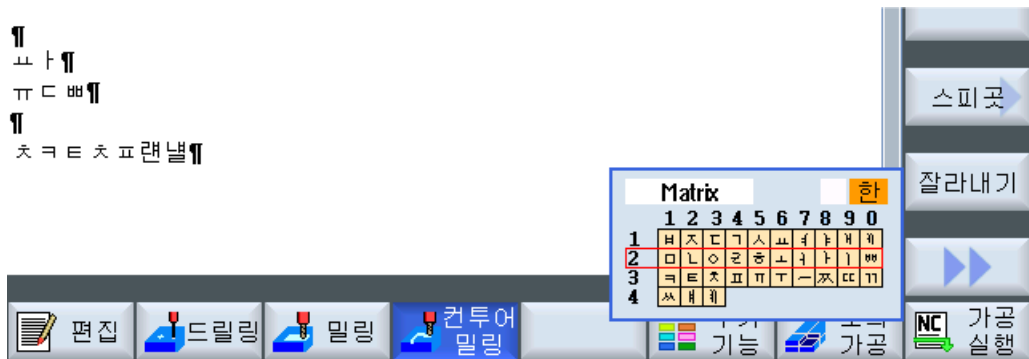 ¶
ㅛㅏ¶
ㅠㄷㅃ¶
¶
ㅊㅋㅌㅊㅍ랜냴¶
스피곳
잘라내기
Matrix 한
1 2 3 4 5 6 7 8 9 0
1 ㅂ ㅈ ㄷ ㄱ ㅅ ㅛ ㅕ ㅑ ㅐ ㅔ
2 ㅁ ㄴ ㅇ ㄹ ㅎ ㅗ ㅓ ㅏ ㅣ ㅃ
3 ㅋ ㅌ ㅊ ㅍ ㅠ ㅜ ㅡ ㅉ ㄸ ㄲ
4 ㅆ ㅒ ㅖ
편집
드릴링
밀링
컨투어
밀링
기능
가공
NC 가공
실행